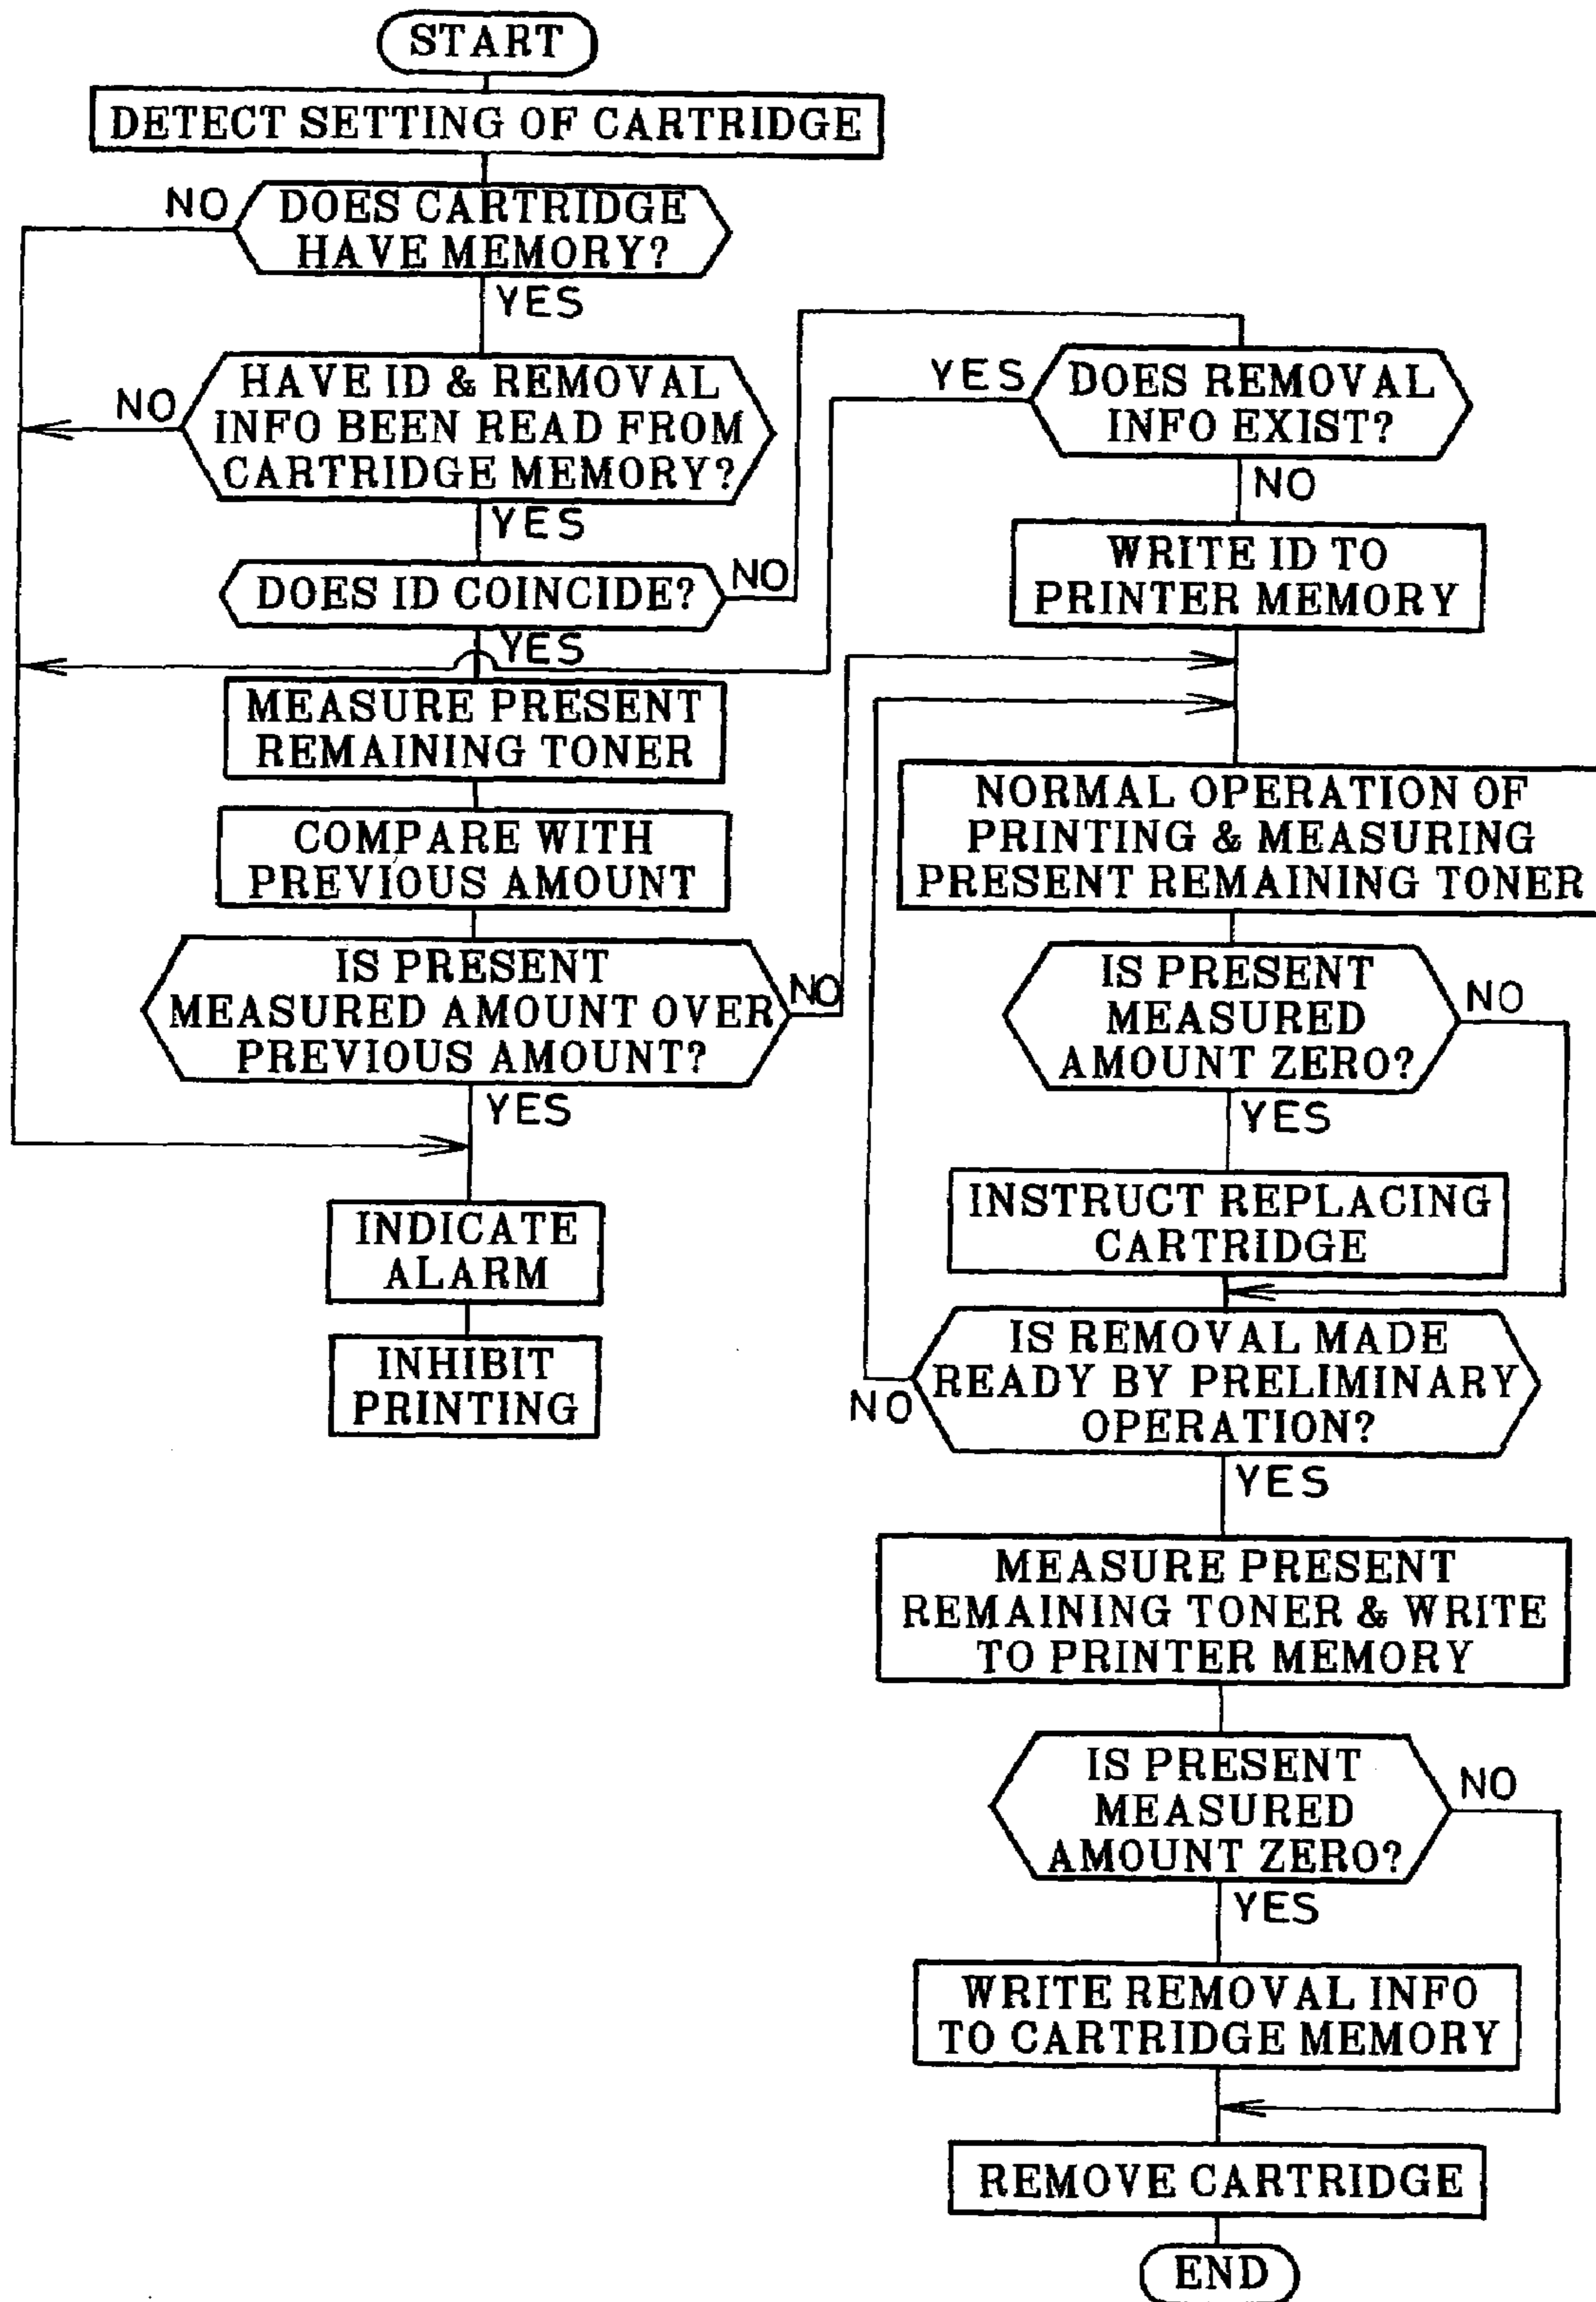 START
DETECT SETTING OF CARTRIDGE
NO
DOES CARTRIDGE
HAVE MEMORY?
YES
NO
HAVE ID & REMOVAL
INFO BEEN READ FROM
CARTRIDGE MEMORY?
YES
DOES ID COINCIDE?
NO
YES
MEASURE PRESENT
REMAINING TONER
COMPARE WITH
PREVIOUS AMOUNT
IS PRESENT
MEASURED AMOUNT OVER
PREVIOUS AMOUNT?
NO
YES
INDICATE
ALARM
INHIBIT
PRINTING
YES
DOES REMOVAL
INFO EXIST?
NO
WRITE ID TO
PRINTER MEMORY
NORMAL OPERATION OF
PRINTING & MEASURING
PRESENT REMAINING TONER
IS PRESENT
MEASURED
AMOUNT ZERO?
NO
YES
INSTRUCT REPLACING
CARTRIDGE
IS REMOVAL MADE
READY BY PRELIMINARY
OPERATION?
NO
YES
MEASURE PRESENT
REMAINING TONER & WRITE
TO PRINTER MEMORY
IS PRESENT
MEASURED
AMOUNT ZERO?
NO
YES
WRITE REMOVAL INFO
TO CARTRIDGE MEMORY
REMOVE CARTRIDGE
END